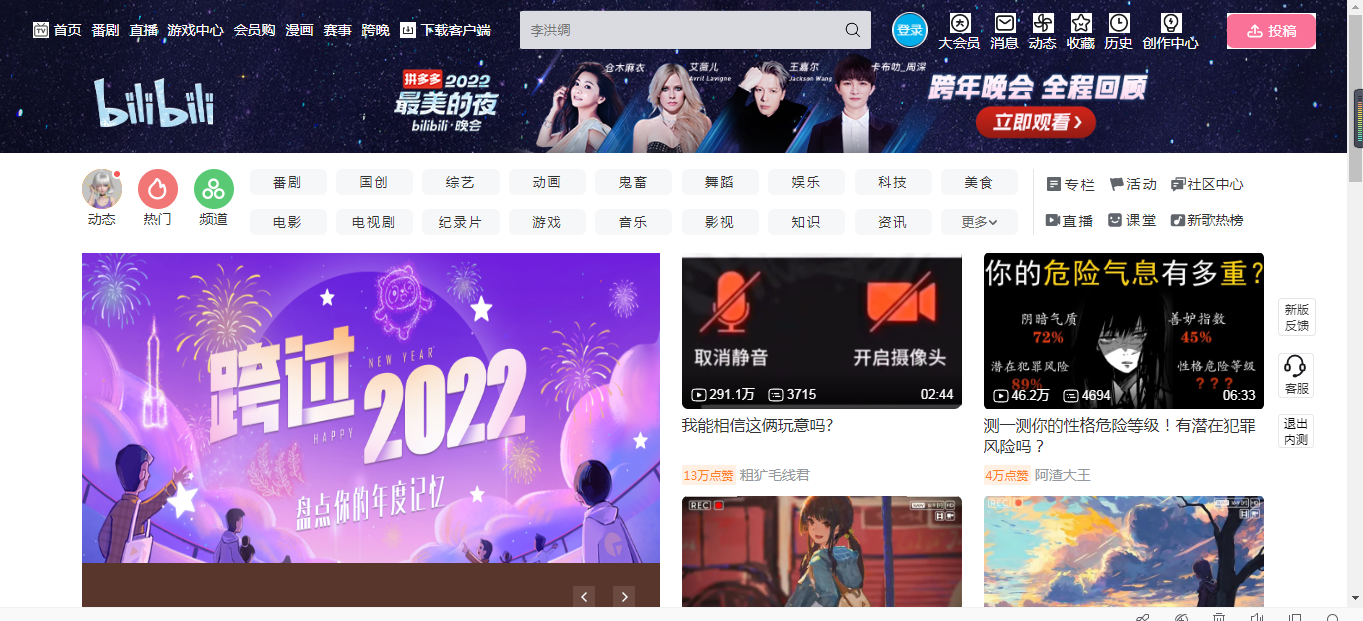 首页 番剧 直播 游戏中心 会员购 漫画 赛事 跨晚 下载客户端
李洪绸
登录
大会员 消息 动态 收藏 历史 创作中心
投稿
bilibili
拼多多 2022
最美的夜
bilibili·晚会
仓木麻衣
艾薇儿
Avril Lavigne
王嘉尔
Jackson Wang
卡布叻_周深
跨年晚会 全程回顾
立即观看
动态 热门 频道
番剧 国创 综艺 动画 鬼畜 舞蹈 娱乐 科技 美食
电影 电视剧 纪录片 游戏 音乐 影视 知识 资讯 更多
专栏 活动 社区中心
直播 课堂 新歌热榜
跨过
NEW YEAR
2022
HAPPY
盘点你的年度记忆
取消静音 开启摄像头
291.1万 3715 02:44
我能相信这俩玩意吗?
13万点赞 粗犷毛线君
你的危险气息有多重?
阴暗气质
72%
善妒指数
45%
潜在犯罪风险
89%
性格危险等级
? ? ?
46.2万 4694 06:33
测一测你的性格危险等级！有潜在犯罪
风险吗？
4万点赞 阿渣大王
REC
REC
新版
反馈
客服
退出
内测